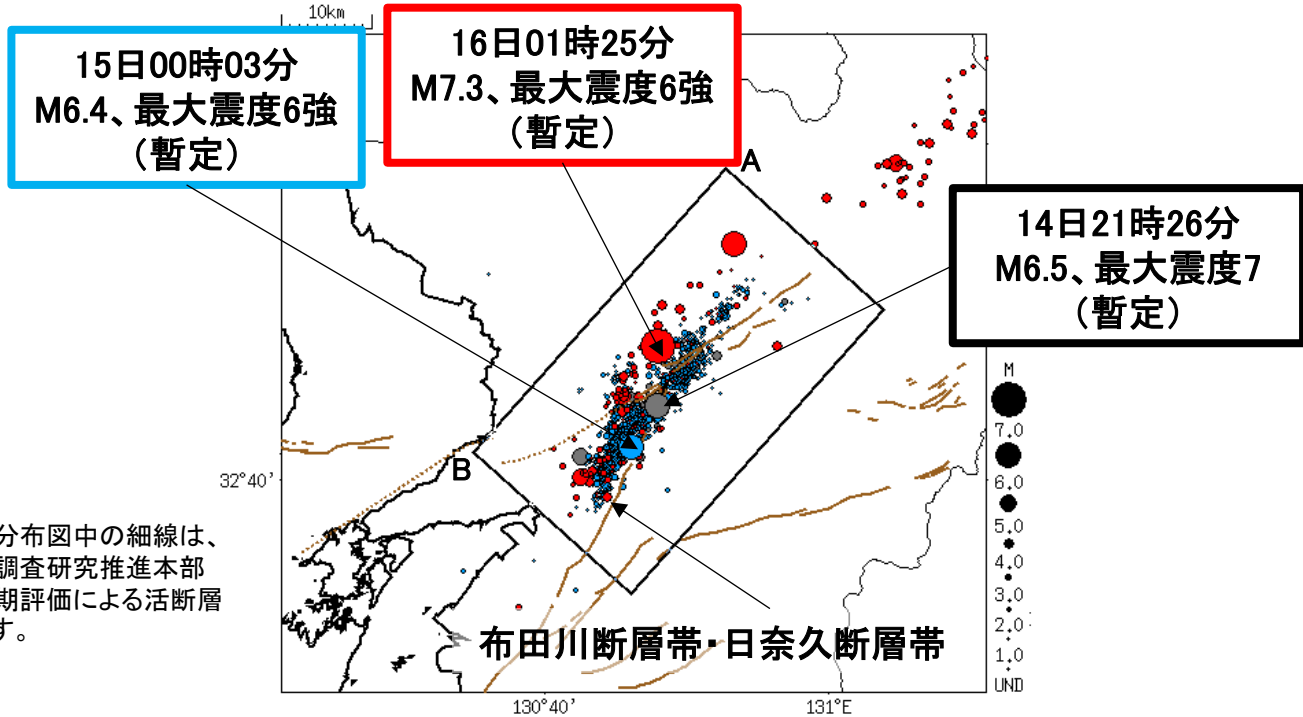 10km
15日00時03分
M6.4、最大震度6強
(暫定)
16日01時25分
M7.3、最大震度6強
(暫定)
A
14日21時26分
M6.5、最大震度7
(暫定)
B
32°40'
M
7.0
6.0
5.0
4.0
3.0
2.0
1.0
UND
分布図中の細線は、
調査研究推進本部
期評価による活断層
す。
布田川断層帯・日奈久断層帯
130°40'
131°E